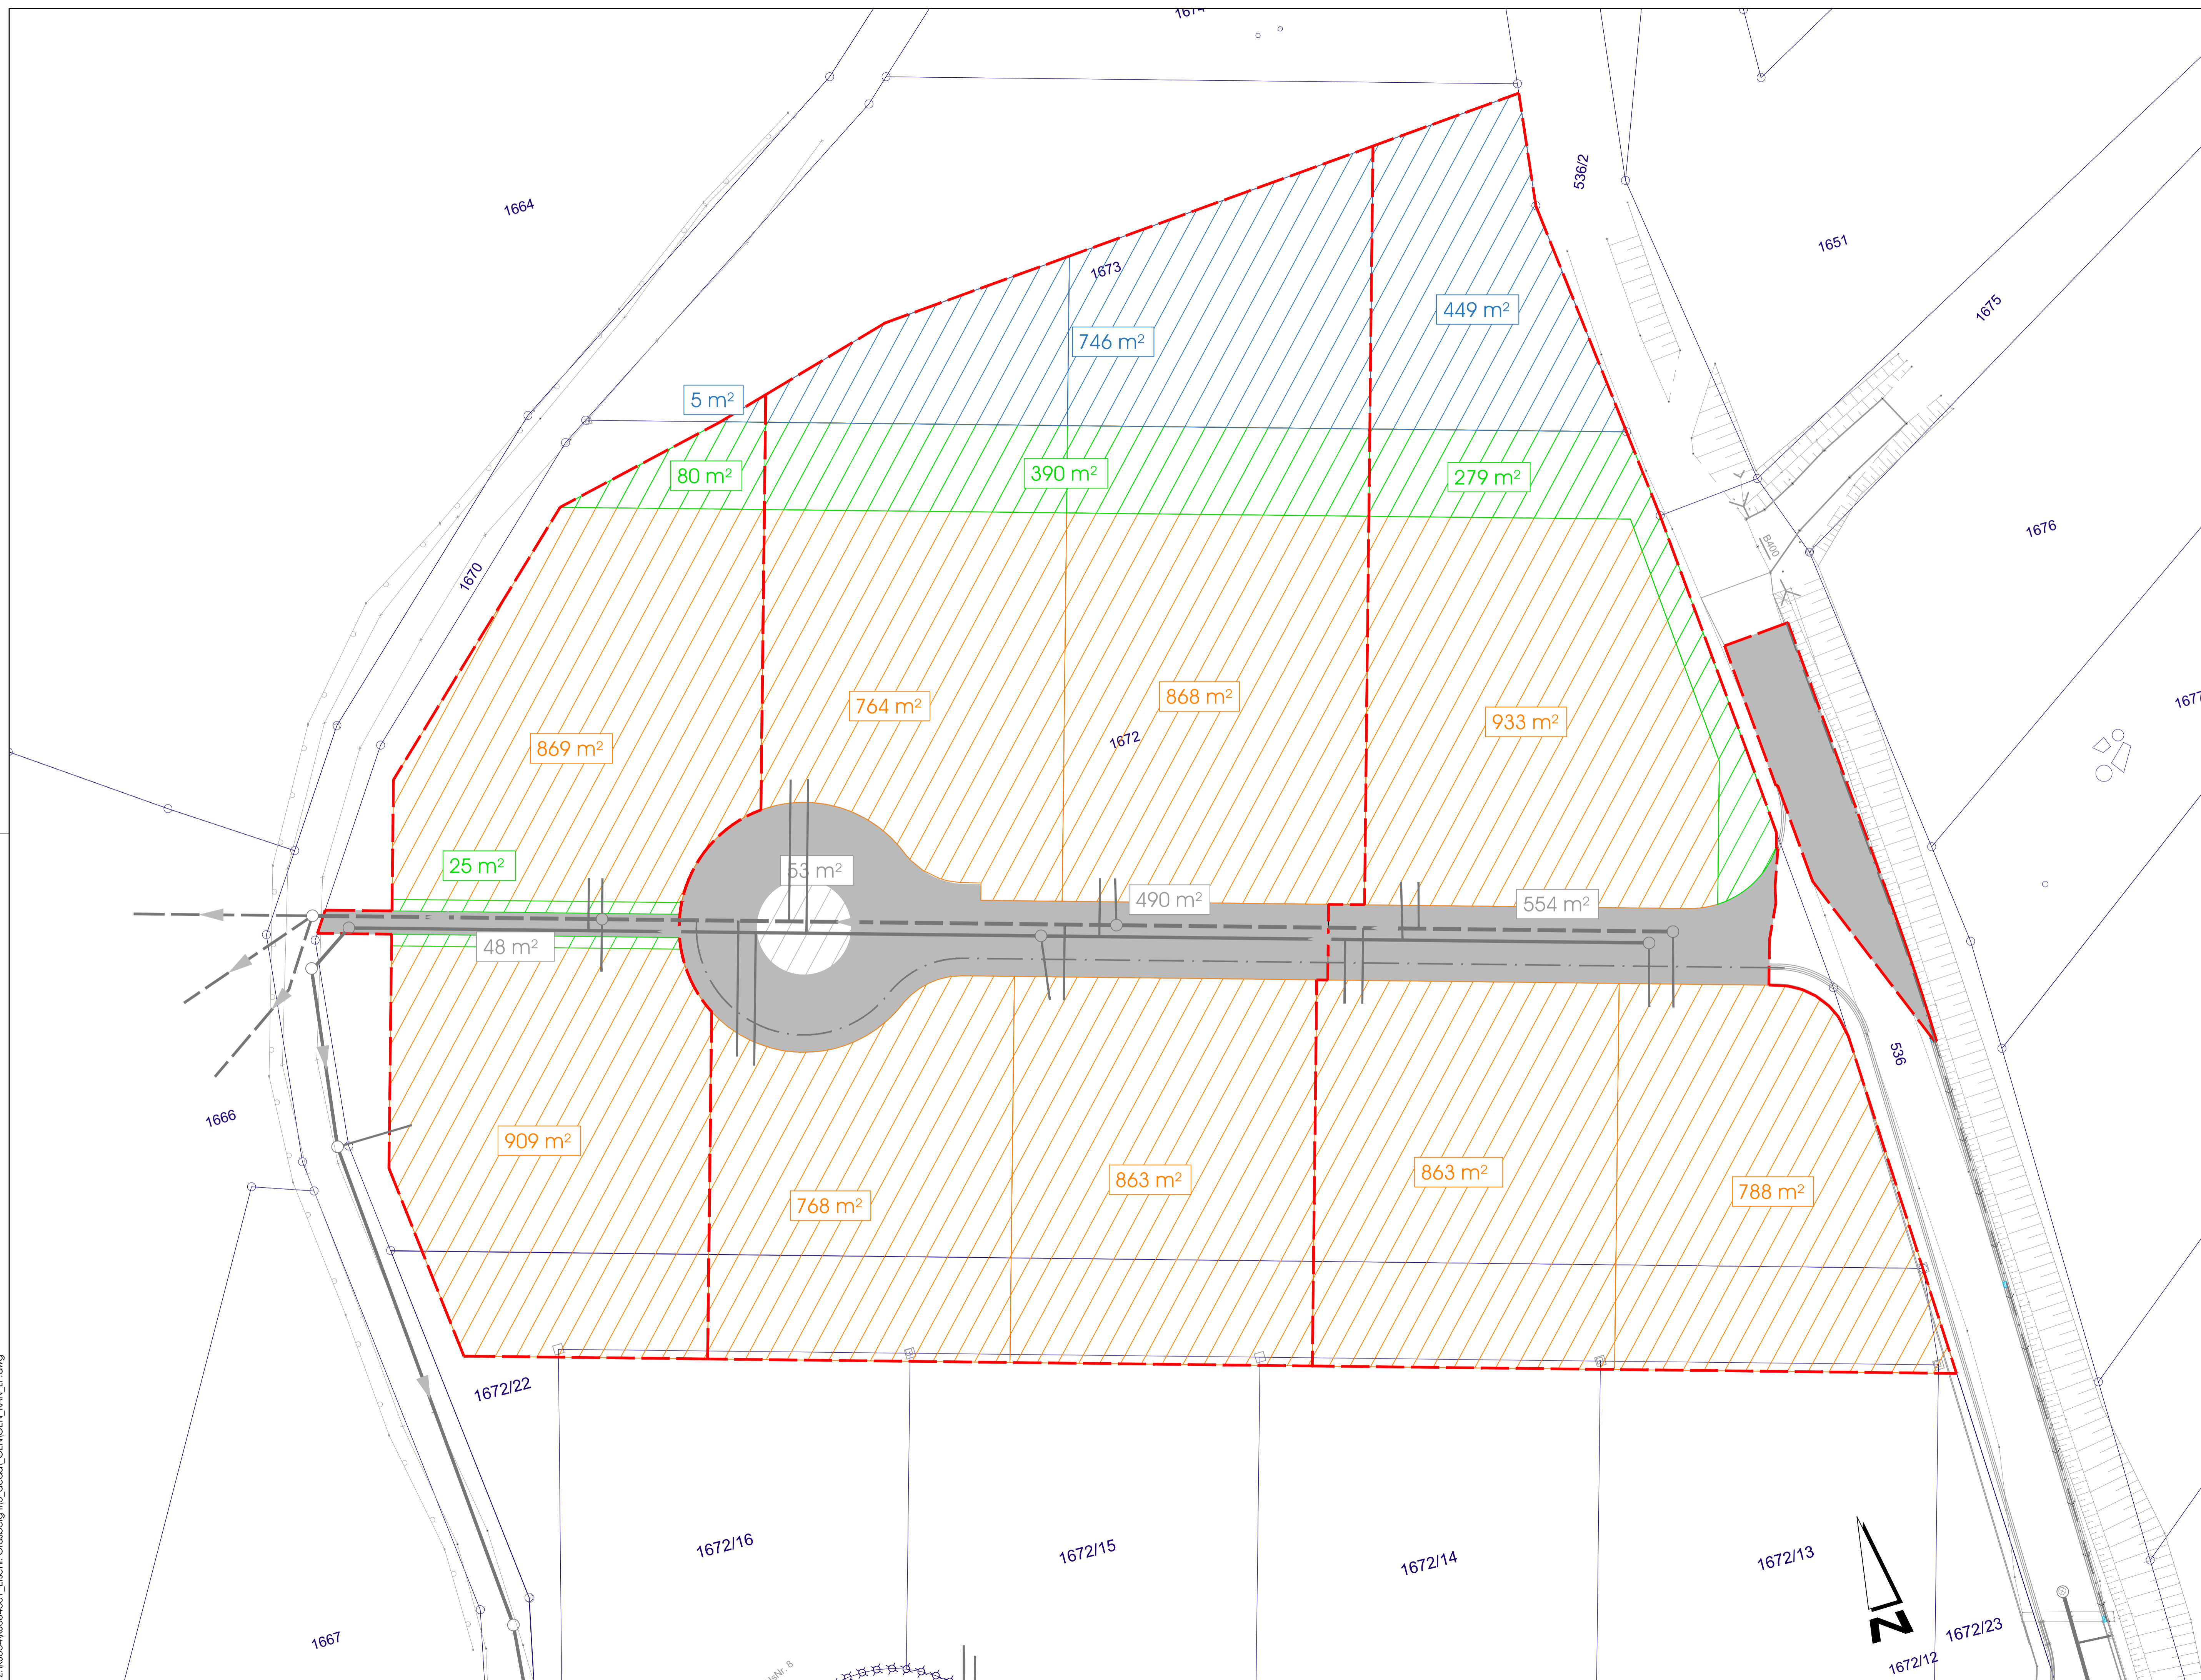 1674
536/2
1664
1651
1673
1675
449 m²
746 m²
5 m²
80 m²
390 m²
279 m²
1676
B400
1670
1677
764 m²
868 m²
933 m²
869 m²
1672
25 m²
53 m²
490 m²
554 m²
48 m²
536
1666
909 m²
768 m²
863 m²
863 m²
788 m²
1672/22
1672/16
1672/15
1672/14
1672/13
N
1667
1672/23
1672/12